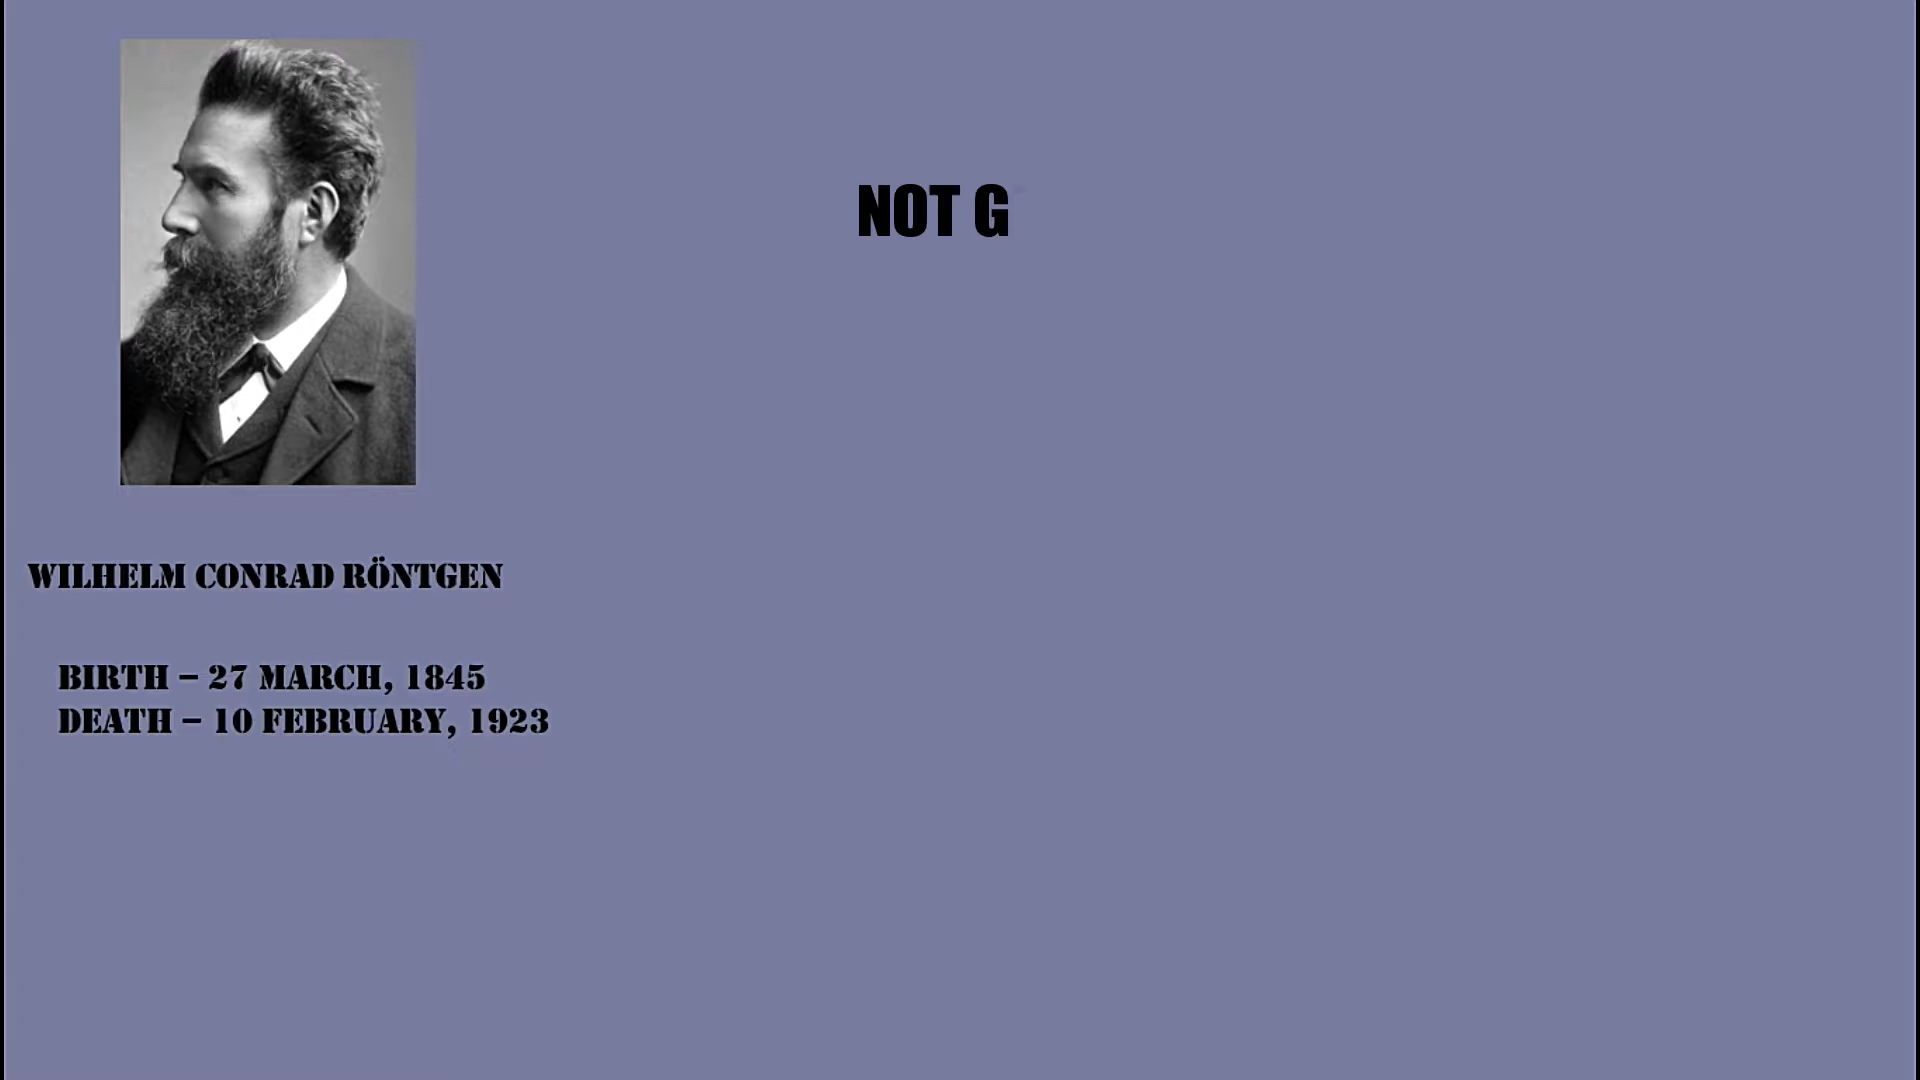 NOT G
WILHELM CONRAD RÖNTGEN
BIRTH – 27 MARCH, 1845
DEATH – 10 FEBRUARY, 1923